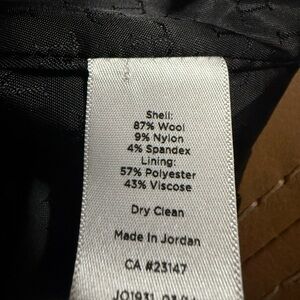 Shell:
87% Wool
9% Nylon
4% Spandex
Lining:
57% Polyester
43% Viscose
Dry Clean
Made in Jordan
CA #23147